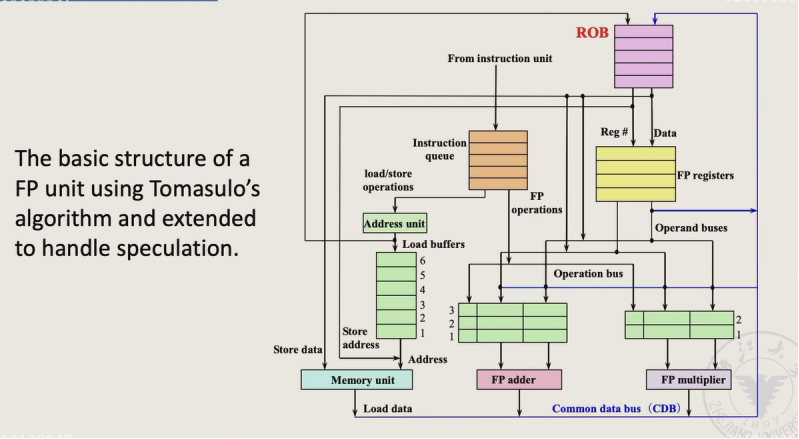 The basic structure of a
FP unit using Tomasulo's
algorithm and extended
to handle speculation.
ROB
From instruction unit
Reg #
Data
Instruction
queue
FP registers
load/store
operations
FP
operations
Address unit
Operand buses
Load buffers
6
5
4
3
2
1
Operation bus
3
2
1
2
1
Store
address
Store data
Address
Memory unit
FP adder
FP multiplier
Load data
Common data bus (CDB)